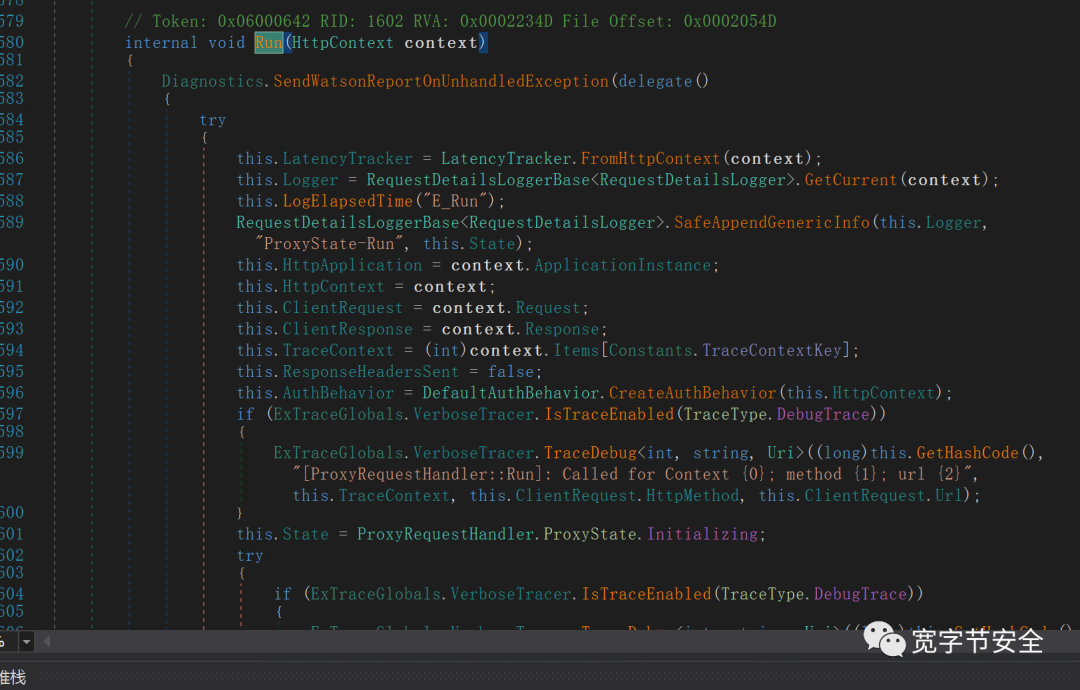 579 // Token: 0x06000642 RID: 1602 RVA: 0x0002234D File Offset: 0x0002054D
580 internal void Run(HttpContext context)
581 {
582 Diagnostics.SendWatsonReportOnUnhandledException(delegate()
583 {
584 try
585 {
586 this.LatencyTracker = LatencyTracker.FromHttpContext(context);
587 this.Logger = RequestDetailsLoggerBase<RequestDetailsLogger>.GetCurrent(context);
588 this.LogElapsedTime("E_Run");
589 RequestDetailsLoggerBase<RequestDetailsLogger>.SafeAppendGenericInfo(this.Logger,
"ProxyState-Run", this.State);
590 this.HttpApplication = context.ApplicationInstance;
591 this.HttpContext = context;
592 this.ClientRequest = context.Request;
593 this.ClientResponse = context.Response;
594 this.TraceContext = (int)context.Items[Constants.TraceContextKey];
595 this.ResponseHeadersSent = false;
596 this.AuthBehavior = DefaultAuthBehavior.CreateAuthBehavior(this.HttpContext);
597 if (ExTraceGlobals.VerboseTracer.IsTraceEnabled(TraceType.DebugTrace))
598 {
599 ExTraceGlobals.VerboseTracer.TraceDebug<int, string, Uri>((long)this.GetHashCode(),
"[ProxyRequestHandler::Run]: Called for Context {0}; method {1}; url {2}",
this.TraceContext, this.ClientRequest.HttpMethod, this.ClientRequest.Url);
600 }
601 this.State = ProxyRequestHandler.ProxyState.Initializing;
602 try
603 {
604 if (ExTraceGlobals.VerboseTracer.IsTraceEnabled(TraceType.DebugTrace))
605 {
宽字节安全
%
堆栈